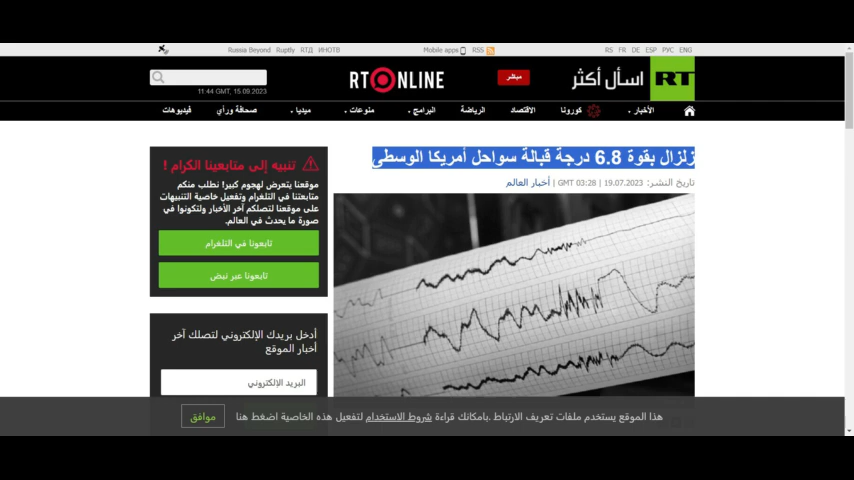 Russia Beyond Ruptly RTД ИНОТВ Mobile apps RSS RS FR DE ESP РУС ENG
RT اسأل أكثر
مباشر
RT ONLINE
11:44 GMT, 15.09.2023
الأخبار كورونا الاقتصاد الرياضة البرامج منوعات ميديا صحافة ورأي فيديوهات
زلزال بقوة 6.8 درجة قبالة سواحل أمريكا الوسطى
تاريخ النشر: 19.07.2023 | 03:28 GMT | أخبار العالم
تنبيه إلى متابعينا الكرام !
موقعنا يتعرض لهجوم كبير! نطلب منكم
متابعتنا في التلغرام وتفعيل خاصية التنبيهات
على موقعنا لتصلكم آخر الأخبار ولتكونوا في
صورة ما يحدث في العالم.
تابعونا في التلغرام
تابعونا عبر نبض
أدخل بريدك الإلكتروني لتصلك آخر
أخبار الموقع
البريد الإلكتروني
هذا الموقع يستخدم ملفات تعريف الارتباط .بامكانك قراءة شروط الاستخدام لتفعيل هذه الخاصية اضغط هنا
موافق